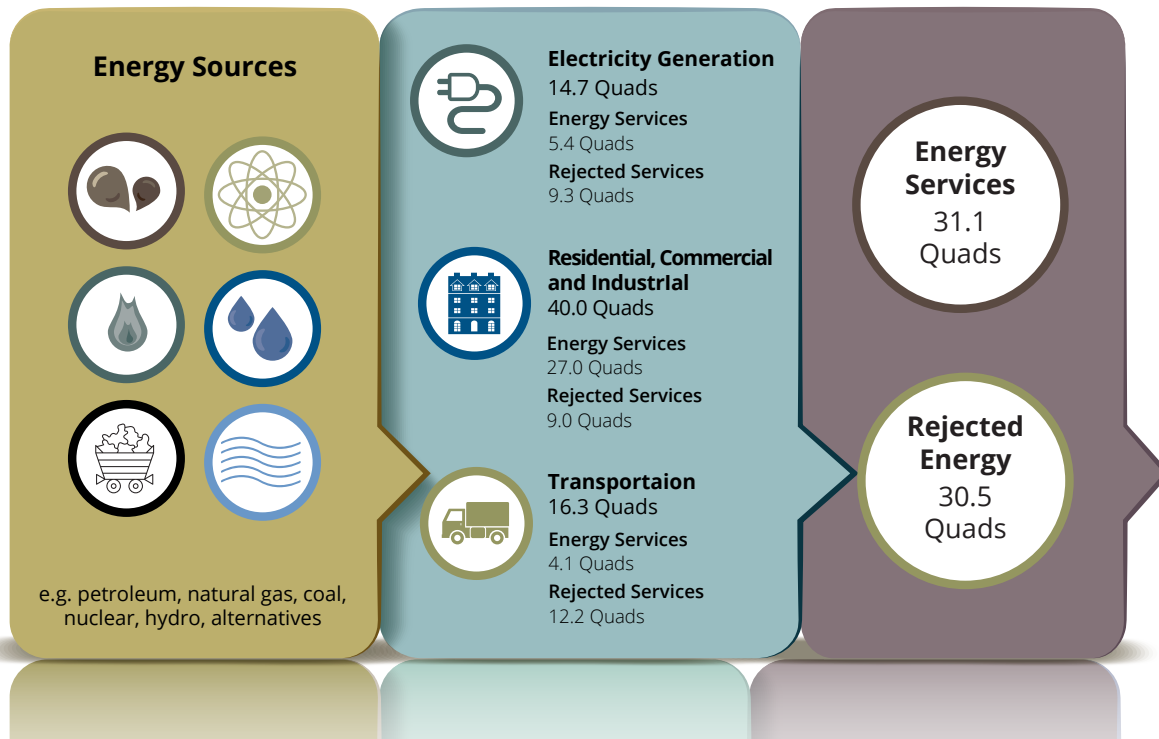 Energy Sources
e.g. petroleum, natural gas, coal,
nuclear, hydro, alternatives
Electricity Generation
14.7 Quads
Energy Services
5.4 Quads
Rejected Services
9.3 Quads
Residential, Commercial
and Industrlal
40.0 Quads
Energy Services
27.0 Quads
Rejected Services
9.0 Quads
Transportaion
16.3 Quads
Energy Services
4.1 Quads
Rejected Services
12.2 Quads
Energy
Services
31.1
Quads
Rejected
Energy
30.5
Quads